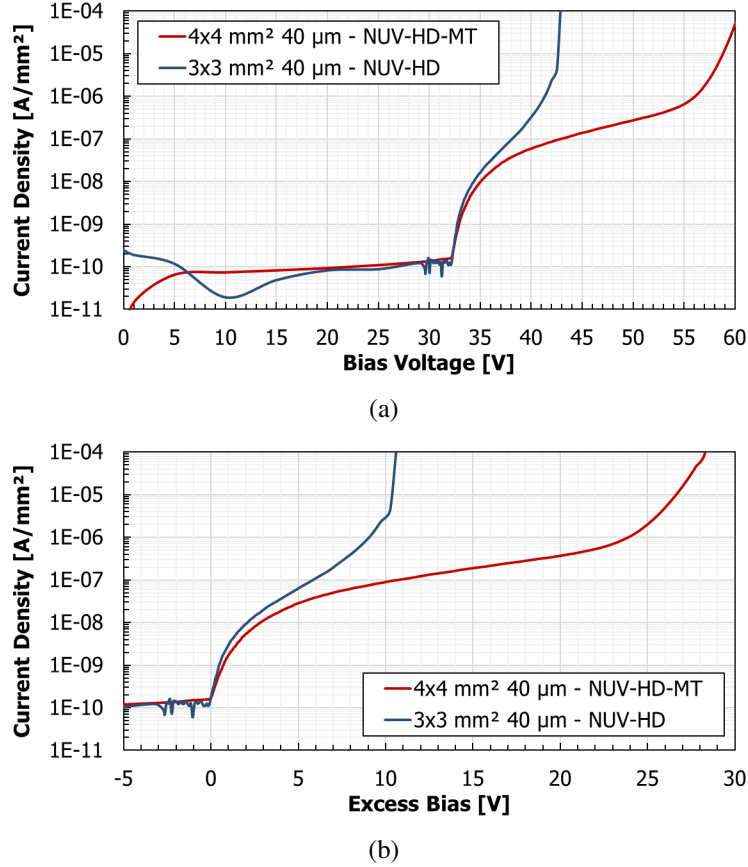 1E-04
1E-05
1E-06
1E-07
1E-08
1E-09
1E-10
1E-11
Current Density [A/mm²]
4x4 mm² 40 µm - NUV-HD-MT
3x3 mm² 40 µm - NUV-HD
0 5 10 15 20 25 30 35 40 45 50 55 60
Bias Voltage [V]
(a)
1E-04
1E-05
1E-06
1E-07
1E-08
1E-09
1E-10
1E-11
Current Density [A/mm²]
4x4 mm² 40 µm - NUV-HD-MT
3x3 mm² 40 µm - NUV-HD
-5 0 5 10 15 20 25 30
Excess Bias [V]
(b)